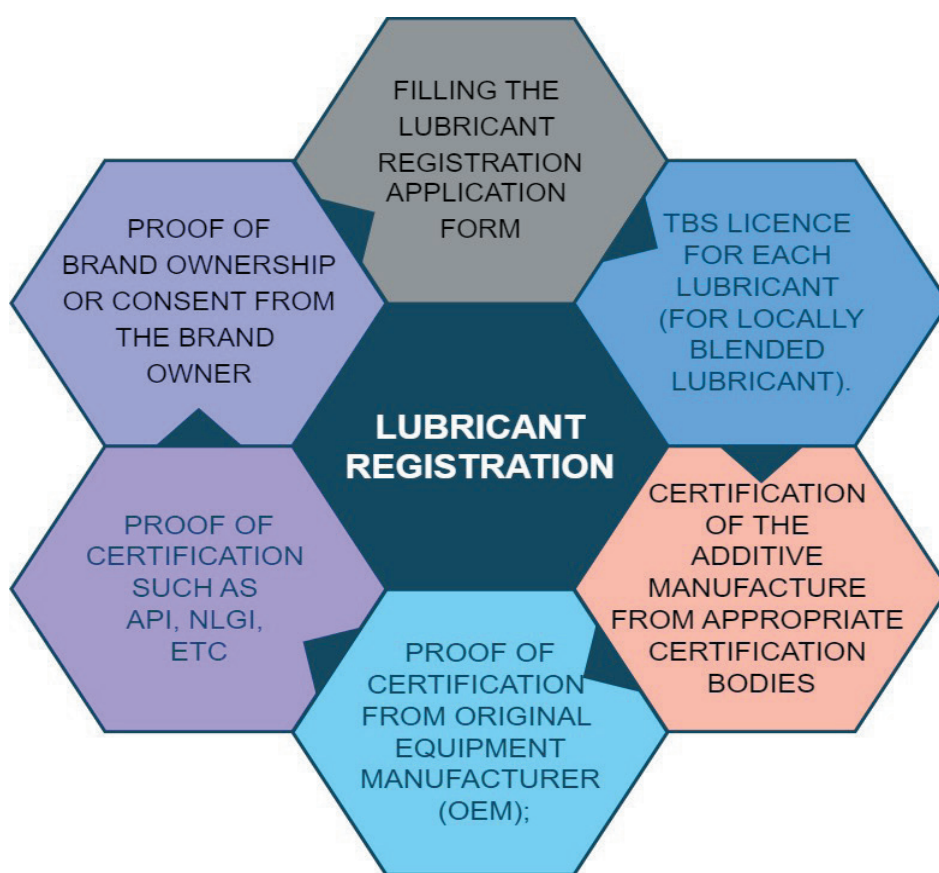 FILLING THE
LUBRICANT
REGISTRATION
APPLICATION
FORM
TBS LICENCE
FOR EACH
LUBRICANT
(FOR LOCALLY
BLENDED
LUBRICANT).
CERTIFICATION
OF THE
ADDITIVE
MANUFACTURE
FROM APPROPRIATE
CERTIFICATION
BODIES
PROOF OF
CERTIFICATION
FROM ORIGINAL
EQUIPMENT
MANUFACTURER
(OEM);
PROOF OF
CERTIFICATION
SUCH AS
API, NLGI,
ETC
PROOF OF
BRAND OWNERSHIP
OR CONSENT FROM
THE BRAND
OWNER
LUBRICANT
REGISTRATION